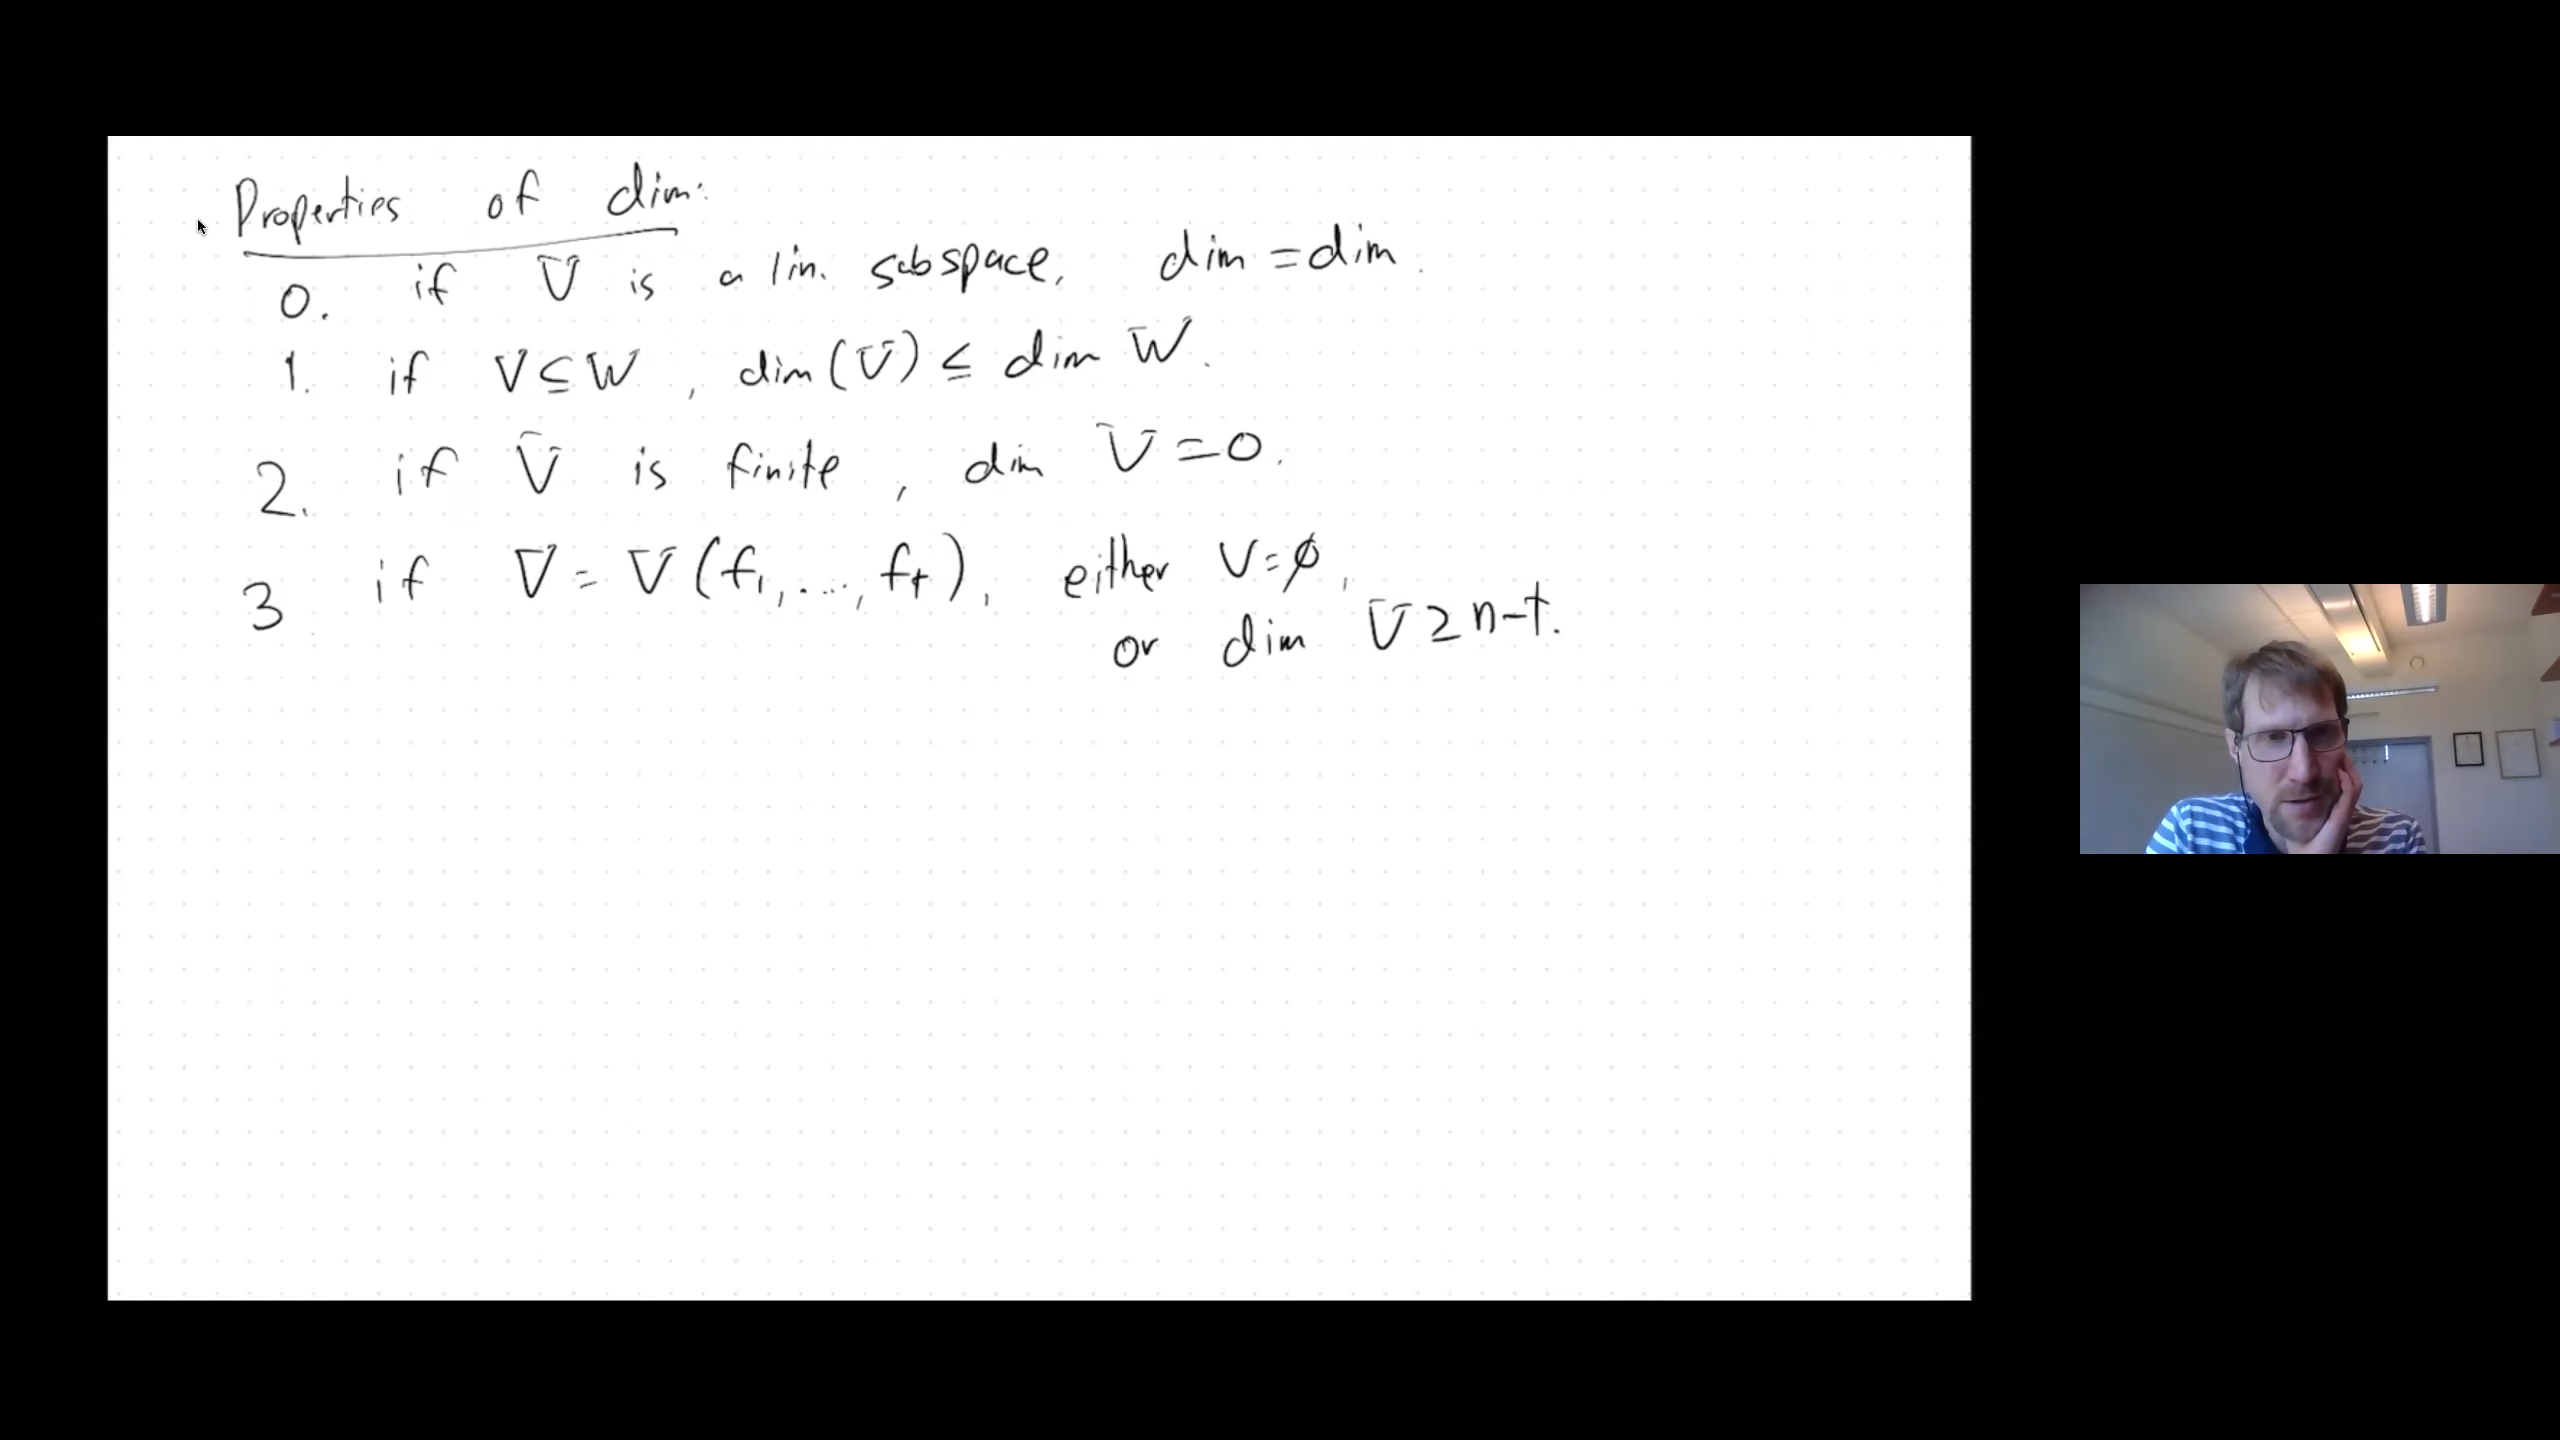 Properties of dim:
0. if V is a lin. subspace, dim = dim.
1. if V ⊆ W, dim(V) ≤ dim W.
2. if V is finite, dim V = 0.
3 if V = V(f₁, ..., fₜ), either V = ∅,
or dim V ≥ n-t.